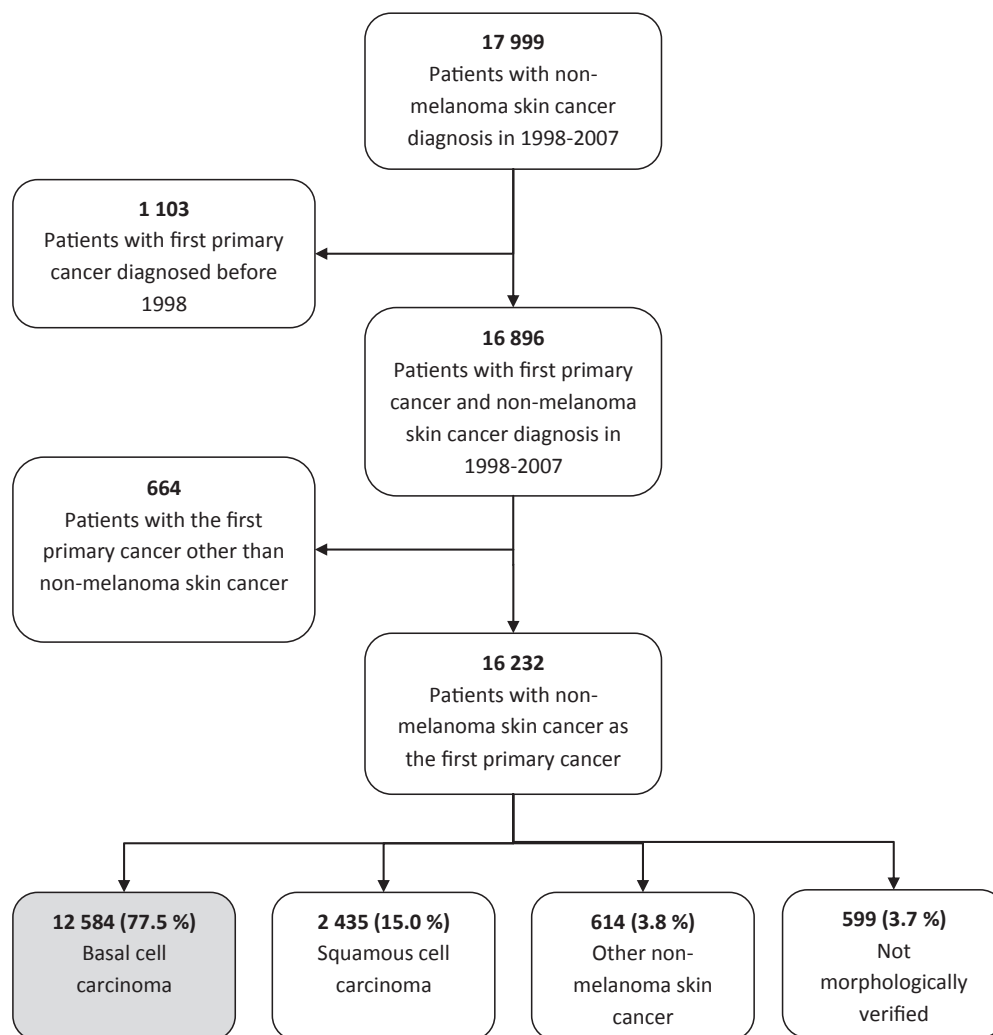 17 999
Patients with non-
melanoma skin cancer
diagnosis in 1998-2007
1 103
Patients with first primary
cancer diagnosed before
1998
16 896
Patients with first primary
cancer and non-melanoma
skin cancer diagnosis in
1998-2007
664
Patients with the first
primary cancer other than
non-melanoma skin cancer
16 232
Patients with non-
melanoma skin cancer as
the first primary cancer
12 584 (77.5 %)
Basal cell
carcinoma
2 435 (15.0 %)
Squamous cell
carcinoma
614 (3.8 %)
Other non-
melanoma skin
cancer
599 (3.7 %)
Not
morphologically
verified